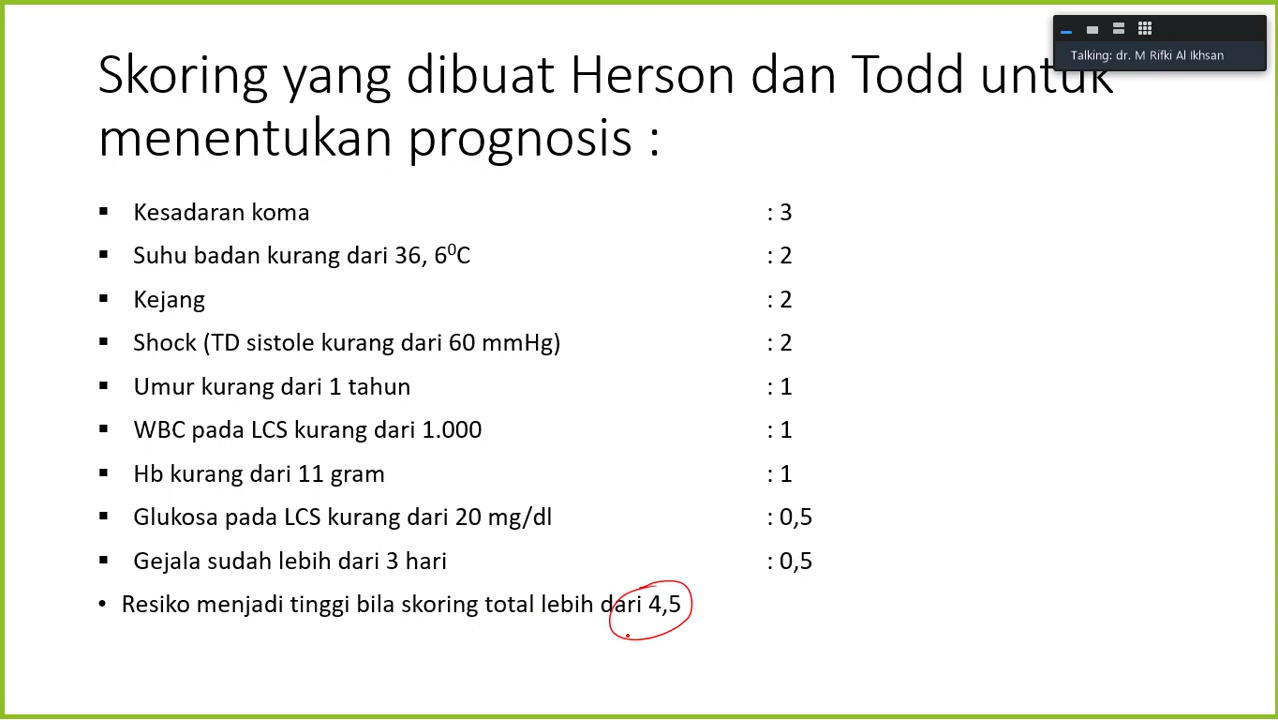 Talking: dr. M Rifki Al Ikhsan
Skoring yang dibuat Herson dan Todd untuk
menentukan prognosis :
▪ Kesadaran koma : 3
▪ Suhu badan kurang dari 36, 6⁰C : 2
▪ Kejang : 2
▪ Shock (TD sistole kurang dari 60 mmHg) : 2
▪ Umur kurang dari 1 tahun : 1
▪ WBC pada LCS kurang dari 1.000 : 1
▪ Hb kurang dari 11 gram : 1
▪ Glukosa pada LCS kurang dari 20 mg/dl : 0,5
▪ Gejala sudah lebih dari 3 hari : 0,5
• Resiko menjadi tinggi bila skoring total lebih dari 4,5